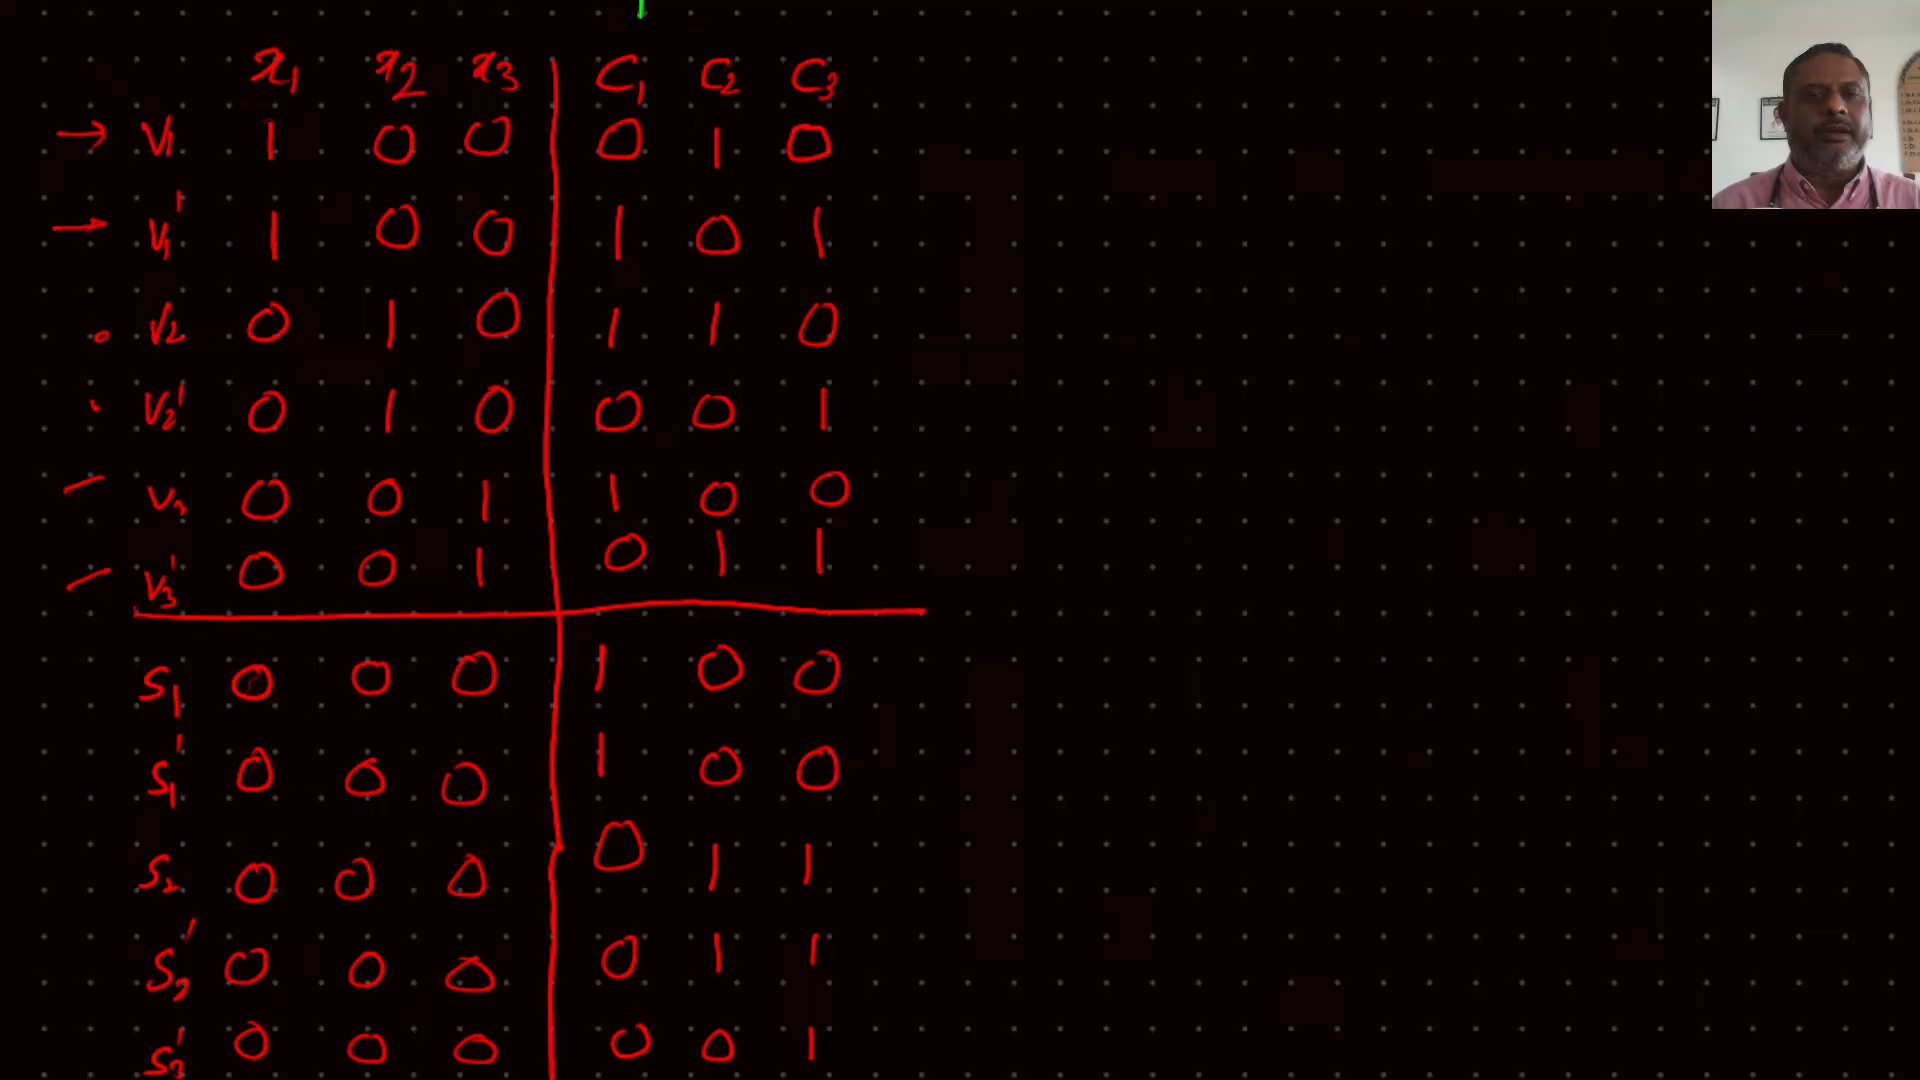 x1 x2 x3 C1 C2 C3
→ V1 1 0 0 0 1 0
→ V1' 1 0 0 1 0 1
V2 0 1 0 1 1 0
V2' 0 1 0 0 0 1
V3 0 0 1 1 0 0
V3' 0 0 1 0 1 1
S1 0 0 0 1 0 0
S1' 0 0 0 1 0 0
S2 0 0 0 0 1 1
S2' 0 0 0 0 1 1
S3' 0 0 0 0 0 1